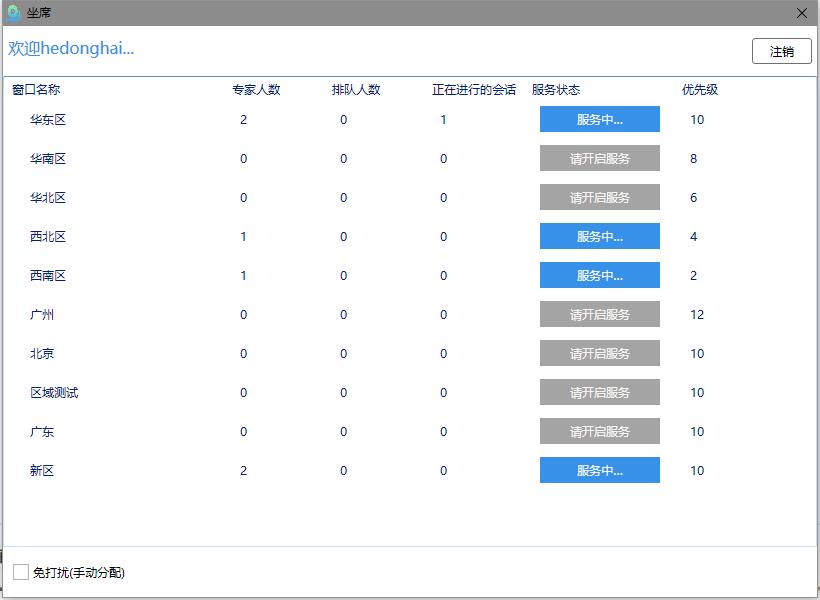 坐席
欢迎hedonghai...
注销
窗口名称 专家人数 排队人数 正在进行的会话 服务状态 优先级
华东区 2 0 1 服务中... 10
华南区 0 0 0 请开启服务 8
华北区 0 0 0 请开启服务 6
西北区 1 0 0 服务中... 4
西南区 1 0 0 服务中... 2
广州 0 0 0 请开启服务 12
北京 0 0 0 请开启服务 10
区域测试 0 0 0 请开启服务 10
广东 0 0 0 请开启服务 10
新区 2 0 0 服务中... 10
免打扰(手动分配)